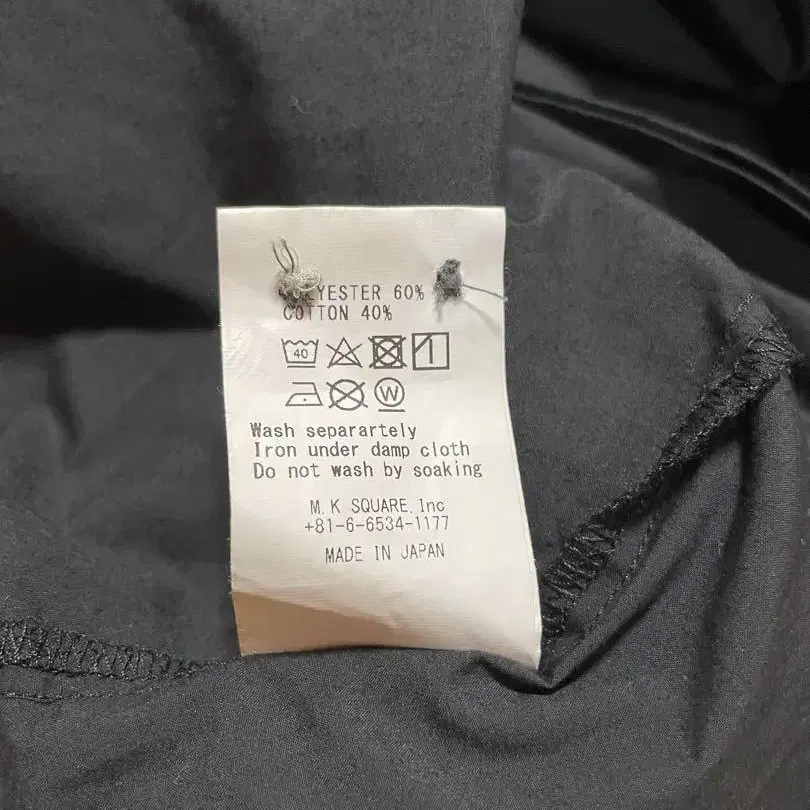 YESTER 60%
COTTON 40%
40
W
Wash separartely
Iron under damp cloth
Do not wash by soaking
M.K SQUARE,Inc
+81-6-6534-1177
MADE IN JAPAN